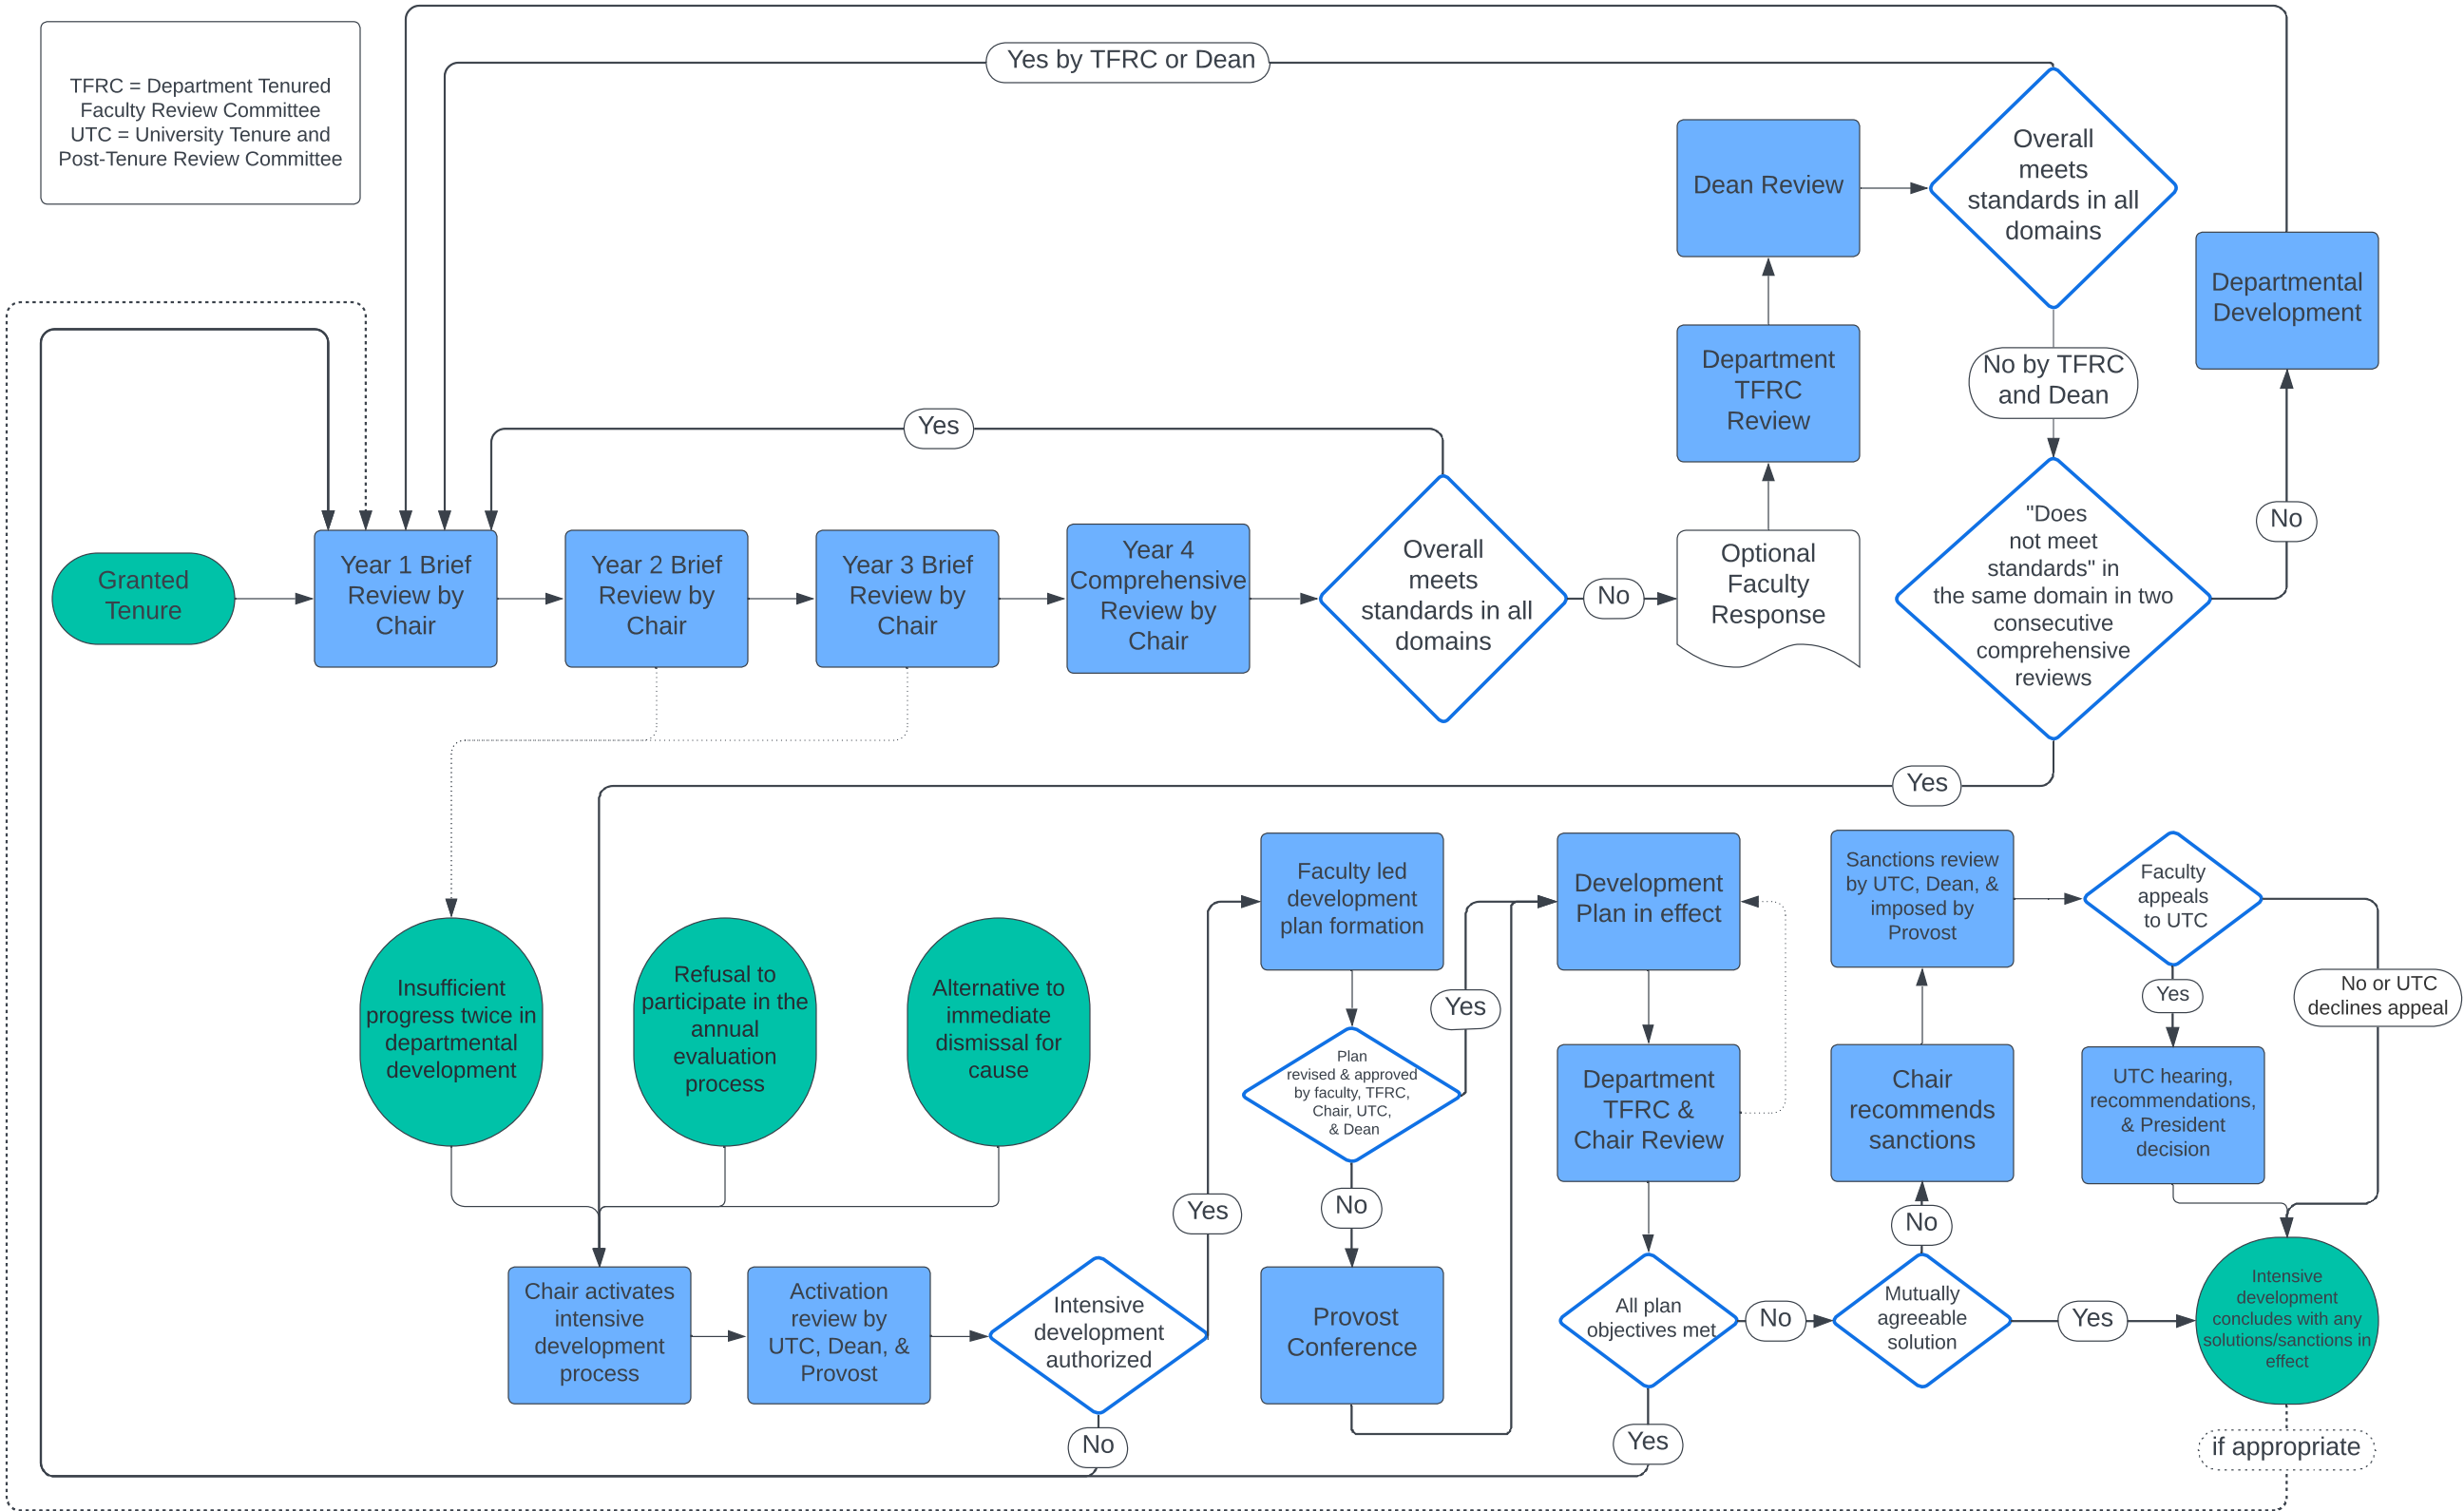 TFRC = Department Tenured
Faculty Review Committee
UTC = University Tenure and
Post-Tenure Review Committee
Yes by TFRC or Dean
Dean Review
Overall
meets
standards in all
domains
Departmental
Development
Department
TFRC
Review
No by TFRC
and Dean
Yes
Granted
Tenure
Year 1 Brief
Review by
Chair
Year 2 Brief
Review by
Chair
Year 3 Brief
Review by
Chair
Year 4
Comprehensive
Review by
Chair
Overall
meets
standards in all
domains
No
Optional
Faculty
Response
"Does
not meet
standards" in
the same domain in two
consecutive
comprehensive
reviews
No
Yes
Insufficient
progress twice in
departmental
development
Refusal to
participate in the
annual
evaluation
process
Alternative to
immediate
dismissal for
cause
Faculty led
development
plan formation
Yes
Development
Plan in effect
Sanctions review
by UTC, Dean, &
imposed by
Provost
Faculty
appeals
to UTC
Yes
No or UTC
declines appeal
Plan
revised & approved
by faculty, TFRC,
Chair, UTC,
& Dean
Department
TFRC &
Chair Review
Chair
recommends
sanctions
UTC hearing,
recommendations,
& President
decision
Yes
No
No
Chair activates
intensive
development
process
Activation
review by
UTC, Dean, &
Provost
Intensive
development
authorized
Provost
Conference
All plan
objectives met
No
Mutually
agreeable
solution
Yes
Intensive
development
concludes with any
solutions/sanctions in
effect
No
Yes
if appropriate